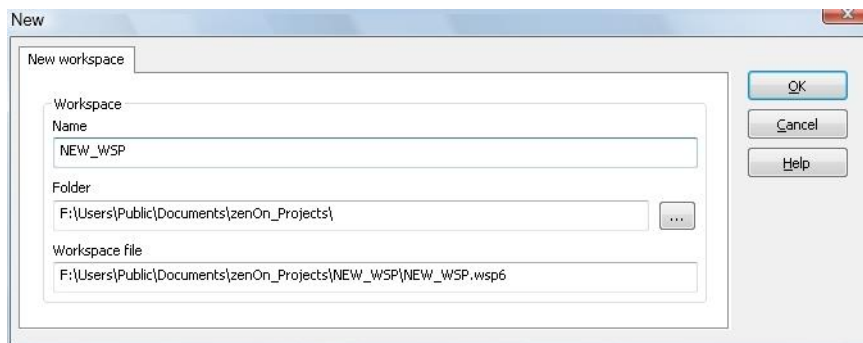 New
New workspace
Workspace
Name
NEW_WSP
Folder
F:\Users\Public\Documents\zenOn_Projects\
...
Workspace file
F:\Users\Public\Documents\zenOn_Projects\NEW_WSP\NEW_WSP.wsp6
OK
Cancel
Help